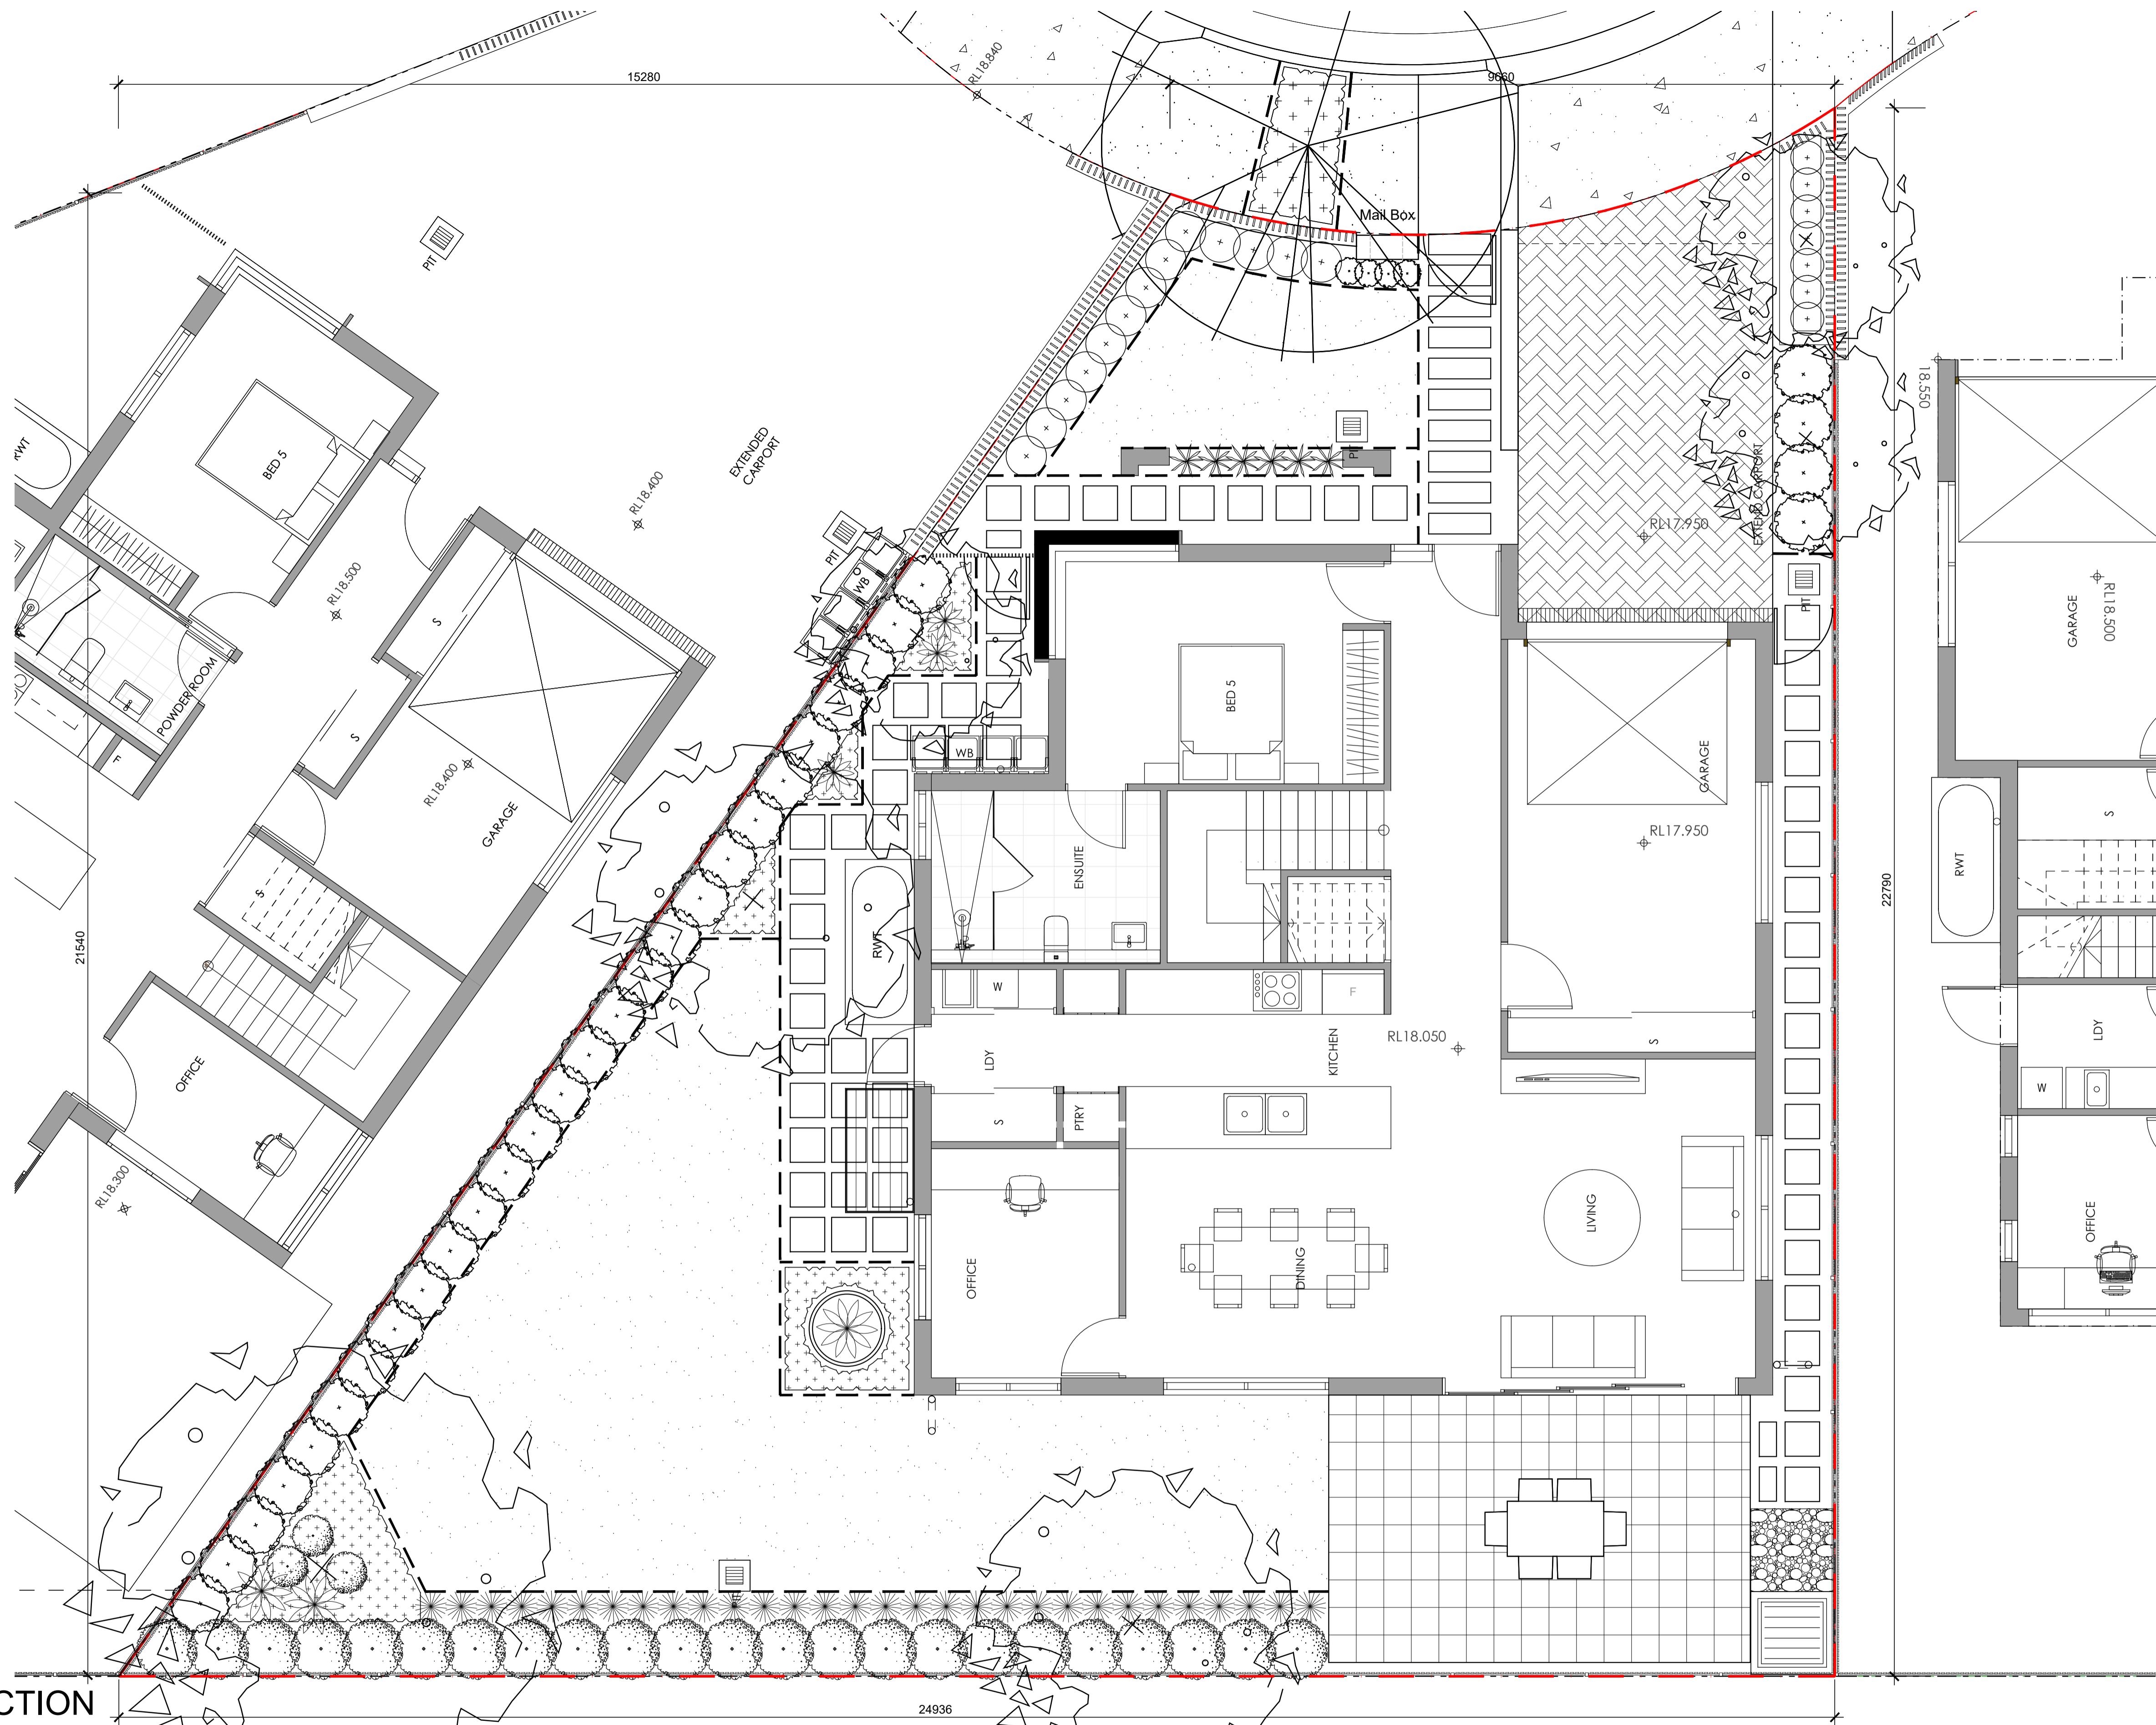 15280
9660
RL18.840
Mail Box
PIT
RWT
BED 5
EXTENDED
CARPORT
RL18.400
PIT
18.550
EXTEND CARPORT
RL17.950
PIT
PIT
WB
RL18.500
S
GARAGE
RL18.500
POWDER ROOM
BED 5
GARAGE
S
F
WB
RL18.400
GARAGE
RL17.950
S
ENSUITE
RWT
S
22790
RWT
21540
W
F
RL18.050
KITCHEN
LDY
S
LDY
OFFICE
W
S
PTRY
RL18.300
LIVING
OFFICE
DINING
OFFICE
PIT
CTION
24936